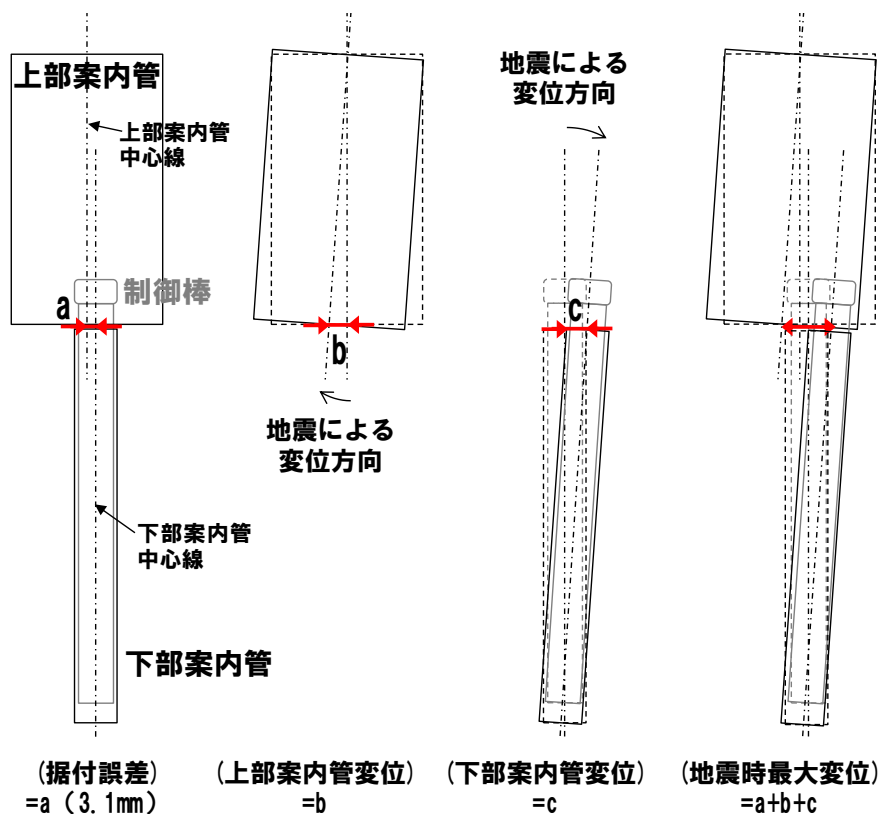 上部案内管
上部案内管
中心線
制御棒
a
下部案内管
中心線
下部案内管
(据付誤差)
=a（3.1mm）
b
地震による
変位方向
(上部案内管変位)
=b
地震による
変位方向
c
(下部案内管変位)
=c
(地震時最大変位)
=a+b+c